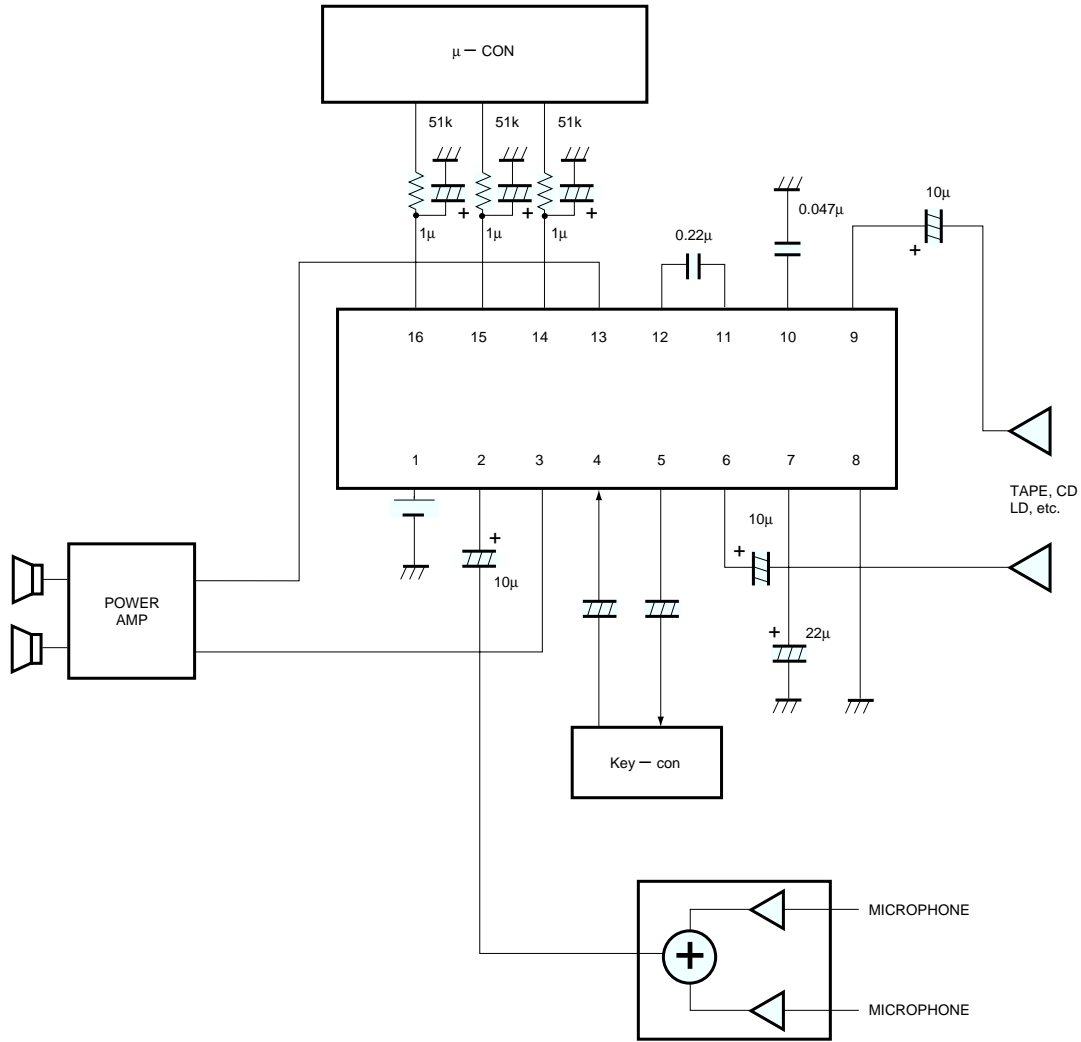 μ — CON
51k 51k 51k
+ + +
1μ 1μ 1μ
0.22μ
0.047μ
10μ
+
16 15 14 13 12 11 10 9
1 2 3 4 5 6 7 8
TAPE, CD
LD, etc.
+
10μ
10μ
+
POWER
AMP
+
22μ
Key — con
MICROPHONE
+
MICROPHONE